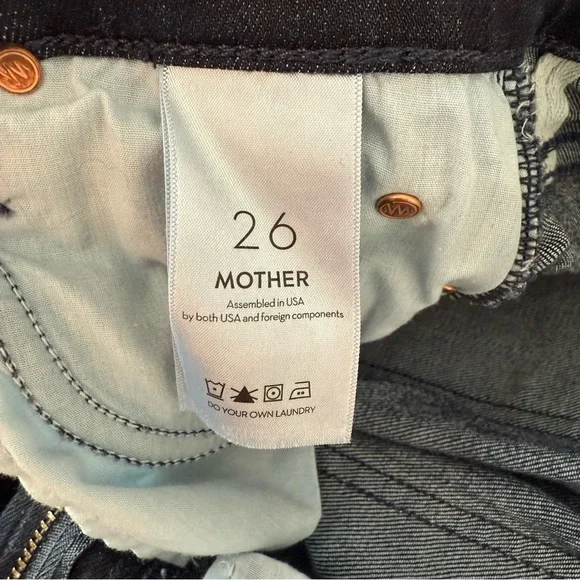 26
MOTHER
Assembled in USA
by both USA and foreign components
DO YOUR OWN LAUNDRY